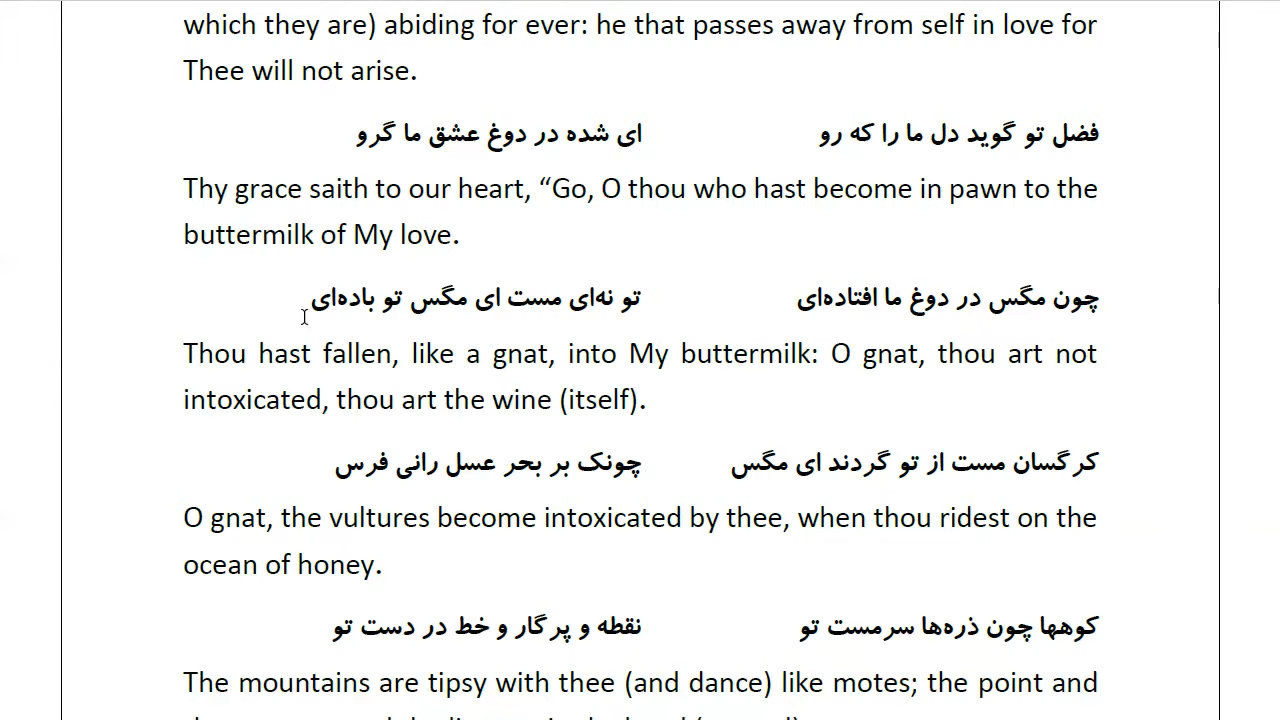 which they are) abiding for ever: he that passes away from self in love for
Thee will not arise.
فضل تو گوید دل ما را که رو ای شده در دوغ عشق ما گرو
Thy grace saith to our heart, “Go, O thou who hast become in pawn to the
buttermilk of My love.
چون مگس در دوغ ما افتاده‌ای تو نه‌ای مست ای مگس تو باده‌ای
Thou hast fallen, like a gnat, into My buttermilk: O gnat, thou art not
intoxicated, thou art the wine (itself).
کرگسان مست از تو گردند ای مگس چونک بر بحر عسل رانی فرس
O gnat, the vultures become intoxicated by thee, when thou ridest on the
ocean of honey.
کوهها چون ذره‌ها سرمست تو نقطه و پرگار و خط در دست تو
The mountains are tipsy with thee (and dance) like motes; the point and